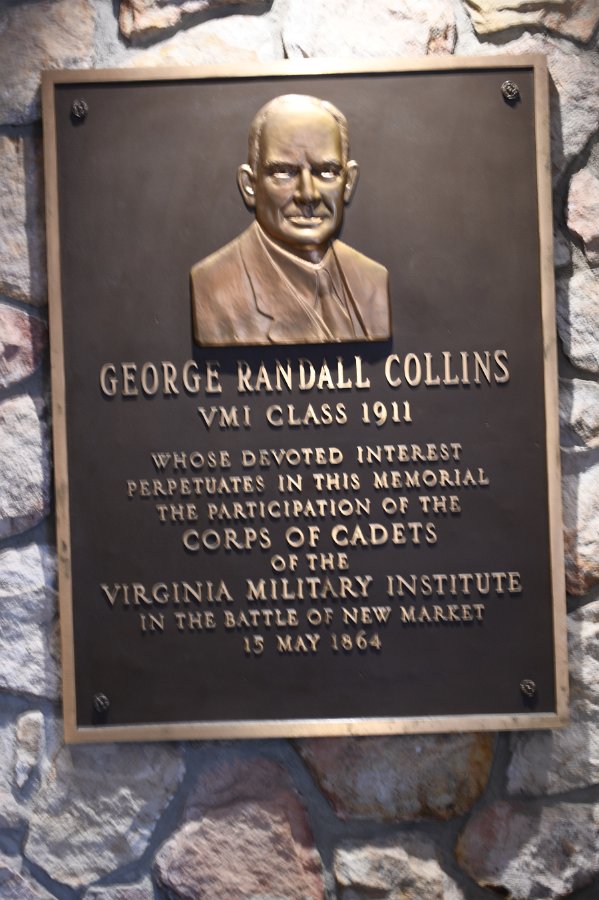 GEORGE RANDALL COLLINS
VMI CLASS 1911
WHOSE DEVOTED INTEREST
PERPETUATES IN THIS MEMORIAL
THE PARTICIPATION OF THE
CORPS OF CADETS
OF THE
VIRGINIA MILITARY INSTITUTE
IN THE BATTLE OF NEW MARKET
15 MAY 1864